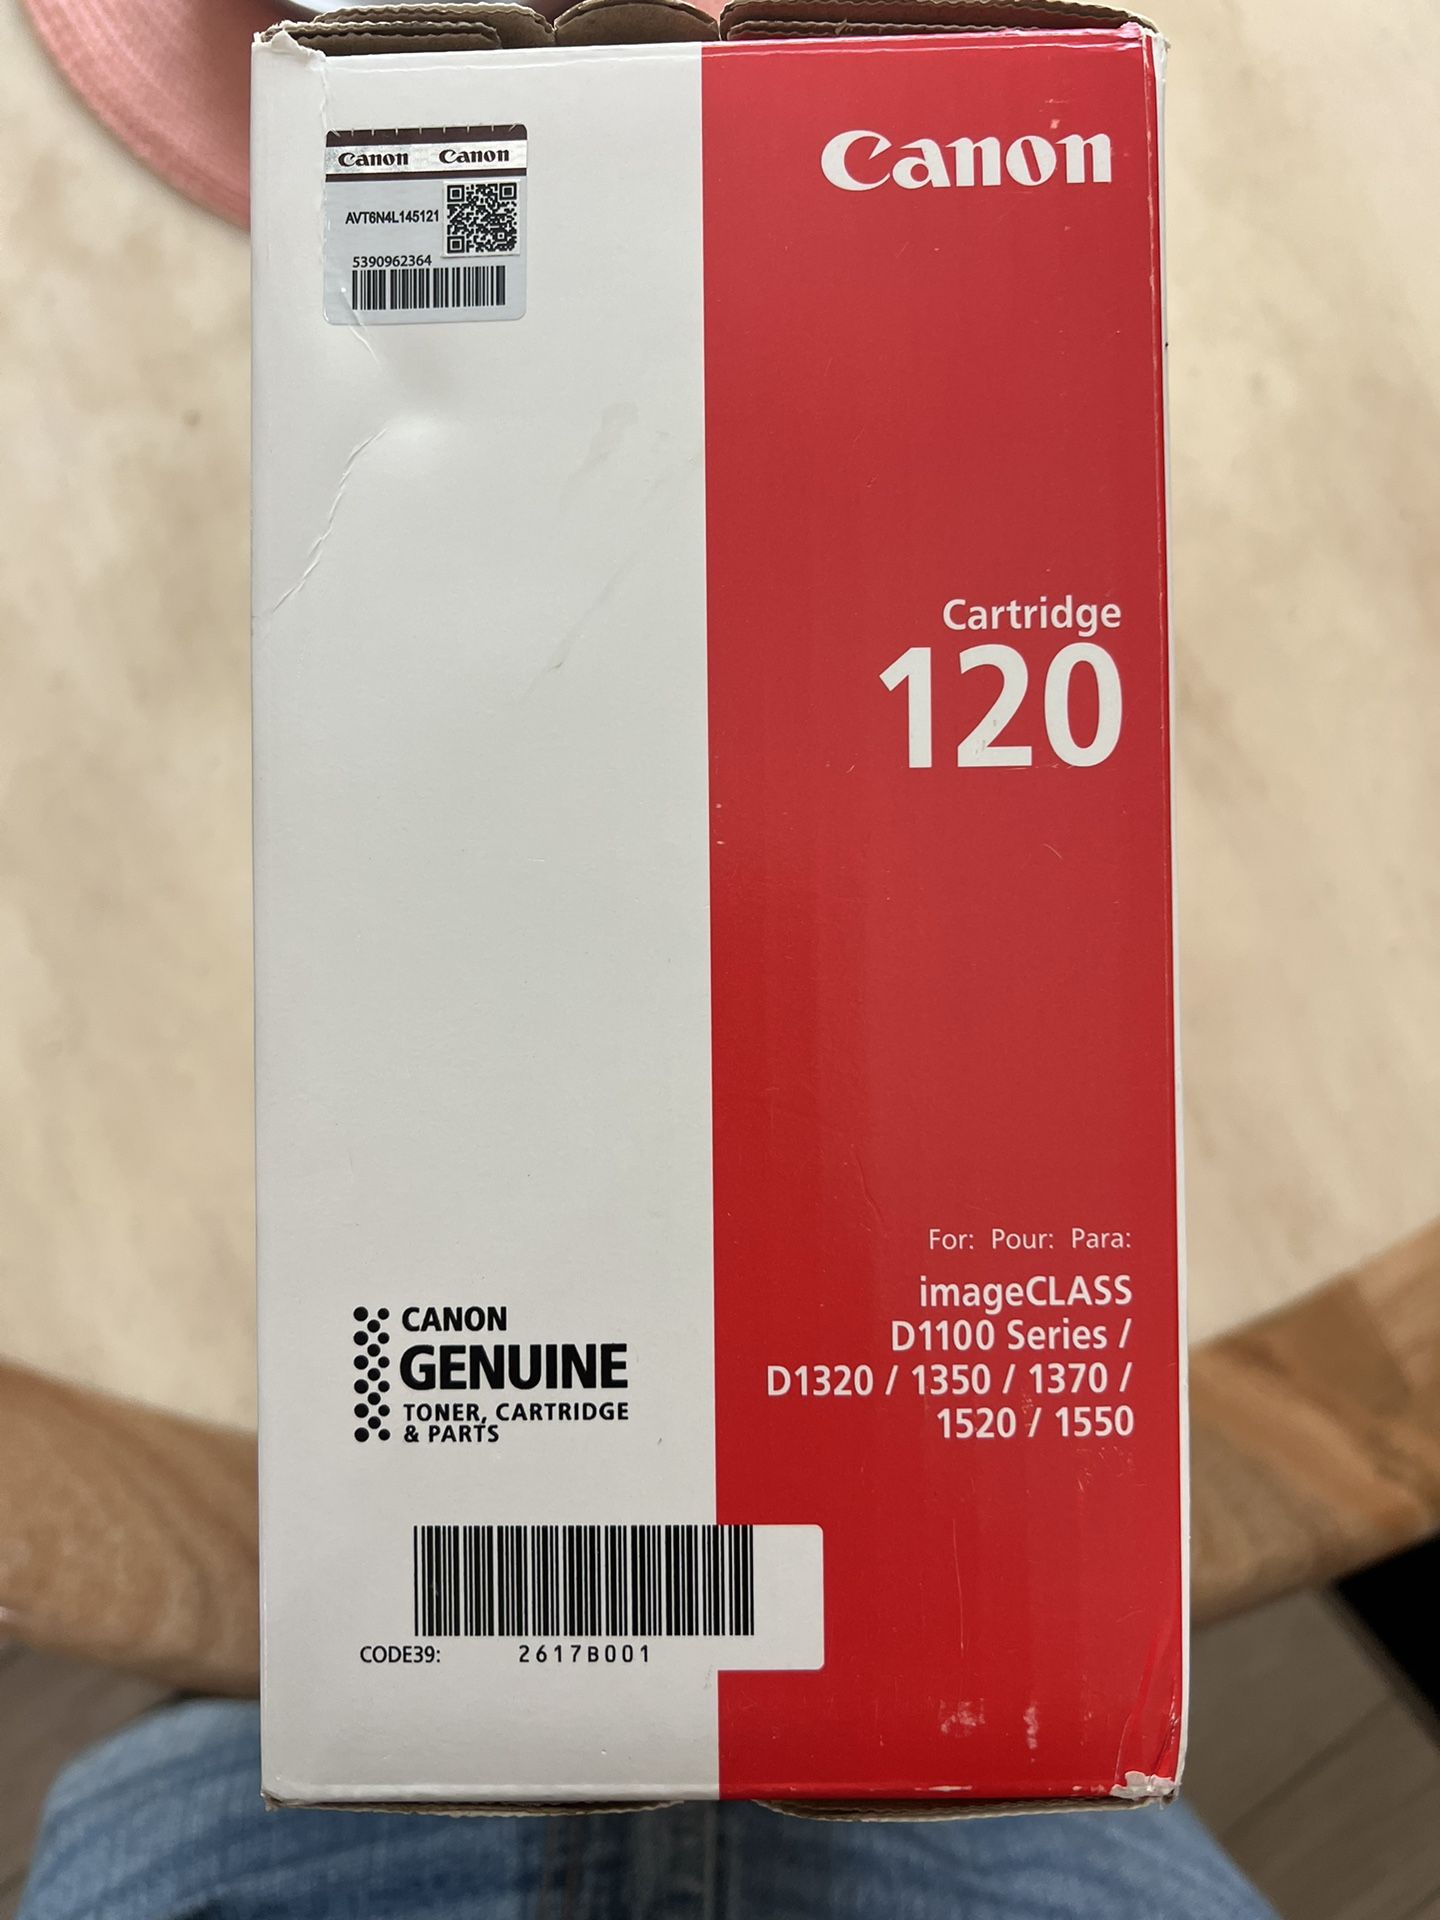 Canon Canon
AVT6N4L145121
5390962364
Canon
Cartridge
120
For: Pour: Para:
imageCLASS
D1100 Series /
D1320 / 1350 / 1370 /
1520 / 1550
CANON
GENUINE
TONER, CARTRIDGE
& PARTS
CODE39: 2617B001